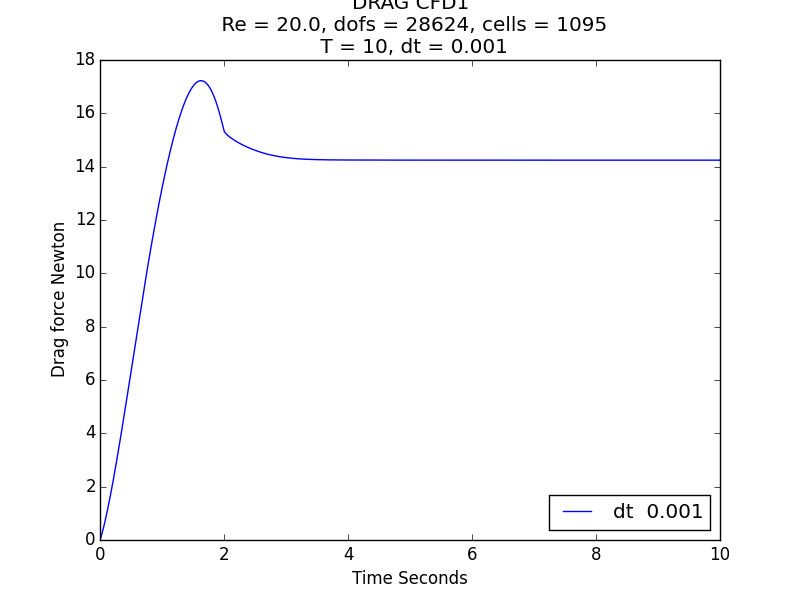 DRAG CFD1
Re = 20.0, dofs = 28624, cells = 1095
T = 10, dt = 0.001
18
16
14
12
10
8
6
4
2
0
Drag force Newton
0 2 4 6 8 10
Time Seconds
dt 0.001